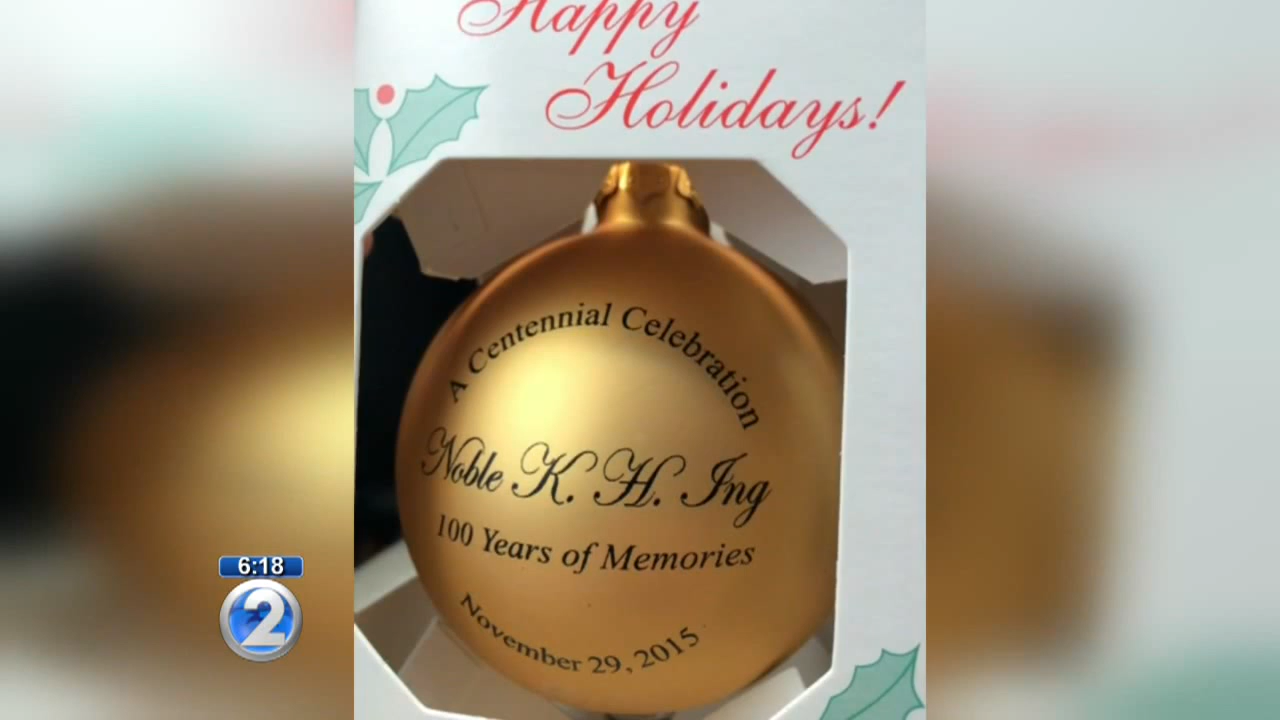 Happy
Holidays!
A Centennial Celebration
Noble K. H. Ing
100 Years of Memories
November 29, 2015
6:18
2